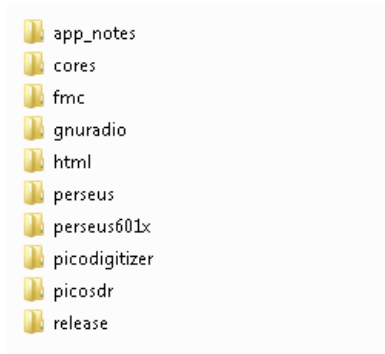 app_notes
cores
fmc
gnuradio
html
perseus
perseus601x
picodigitizer
picosdr
release